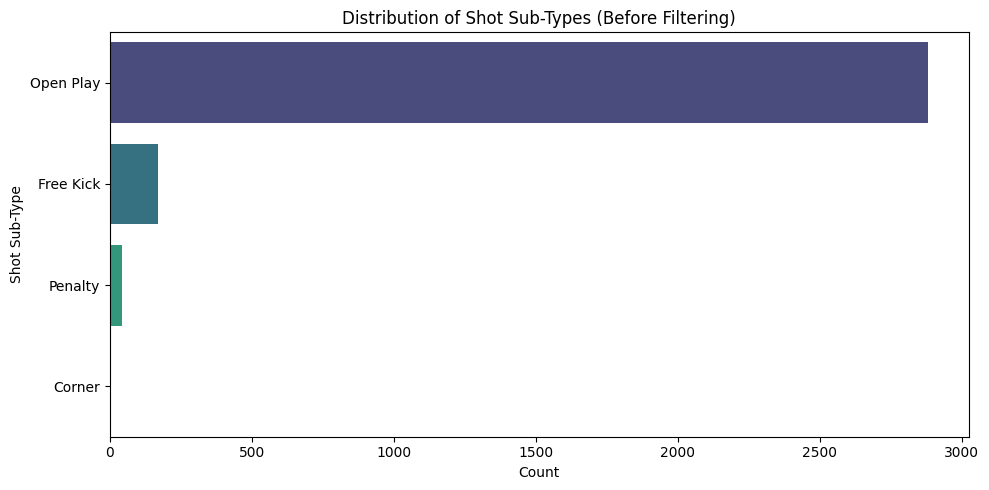 Distribution of Shot Sub-Types (Before Filtering)
Shot Sub-Type
Open Play
Free Kick
Penalty
Corner
0 500 1000 1500 2000 2500 3000
Count